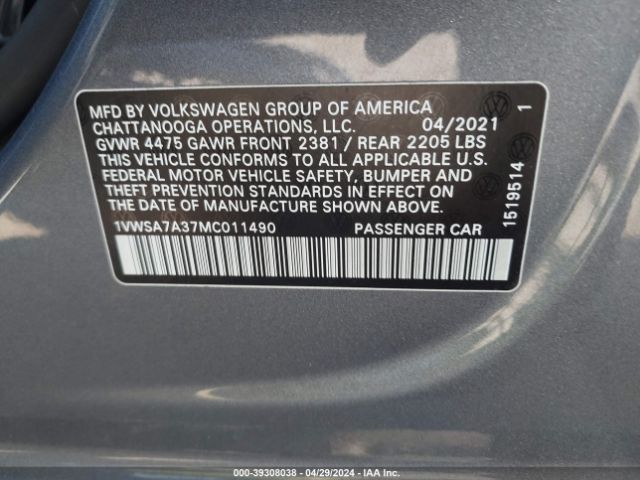 MFD BY VOLKSWAGEN GROUP OF AMERICA
CHATTANOOGA OPERATIONS, LLC. 04/2021
GVWR 4475 GAWR FRONT 2381 / REAR 2205 LBS
THIS VEHICLE CONFORMS TO ALL APPLICABLE U.S.
FEDERAL MOTOR VEHICLE SAFETY, BUMPER AND
THEFT PREVENTION STANDARDS IN EFFECT ON
THE DATE OF MANUFACTURE SHOWN ABOVE.
1VWSA7A37MC011490 PASSENGER CAR
1519514 1
000-39308038 - 04/29/2024 - IAA Inc.